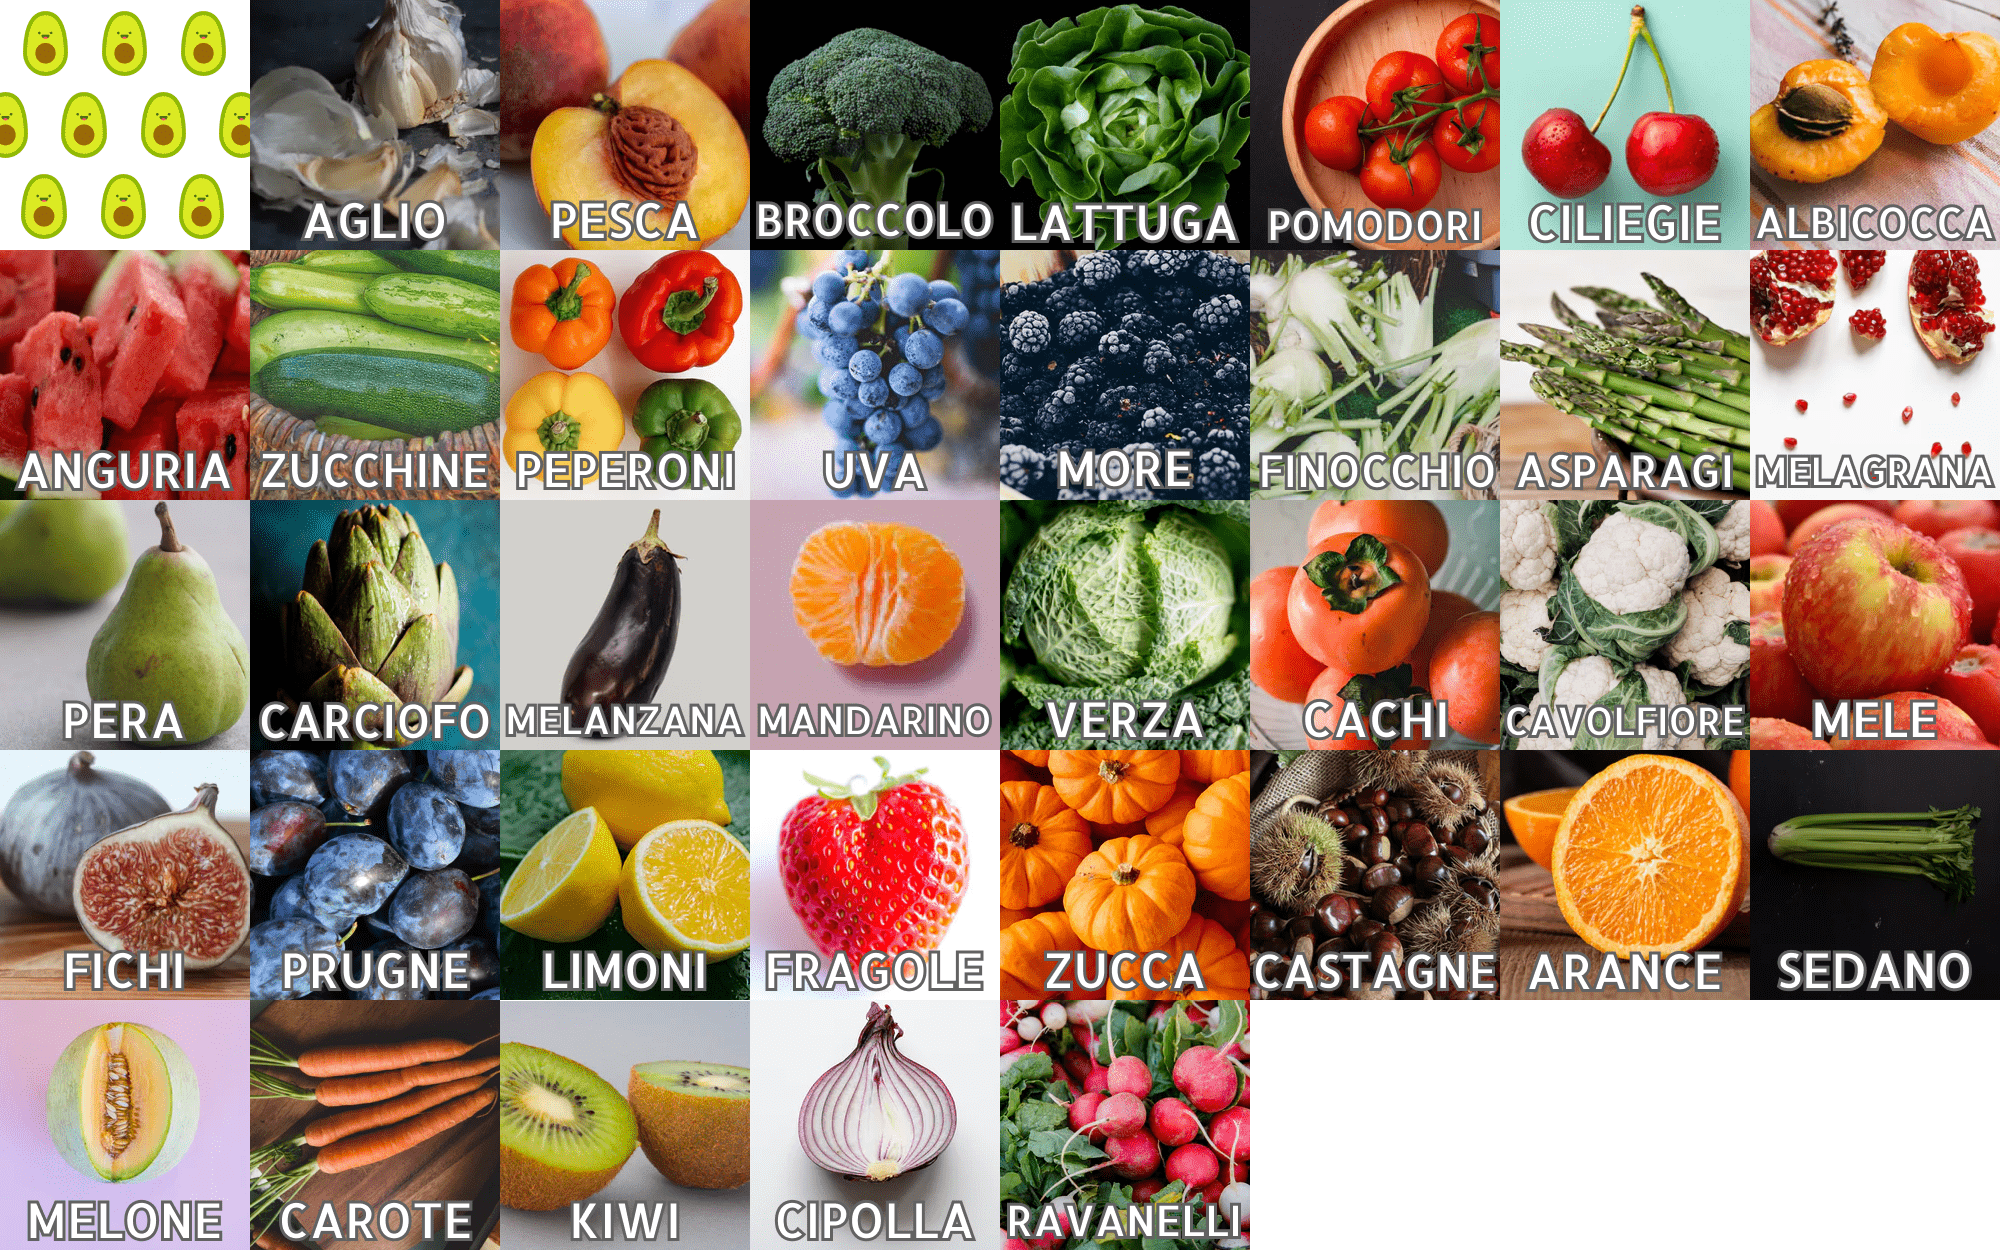 AGLIO
PESCA
BROCCOLO
LATTUGA
POMODORI
CILIEGIE
ALBICOCCA
ANGURIA
ZUCCHINE
PEPERONI
UVA
MORE
FINOCCHIO
ASPARAGI
MELAGRANA
PERA
CARCIOFO
MELANZANA
MANDARINO
VERZA
CACHI
CAVOLFIORE
MELE
FICHI
PRUGNE
LIMONI
FRAGOLE
ZUCCA
CASTAGNE
ARANCE
SEDANO
MELONE
CAROTE
KIWI
CIPOLLA
RAVANELLI